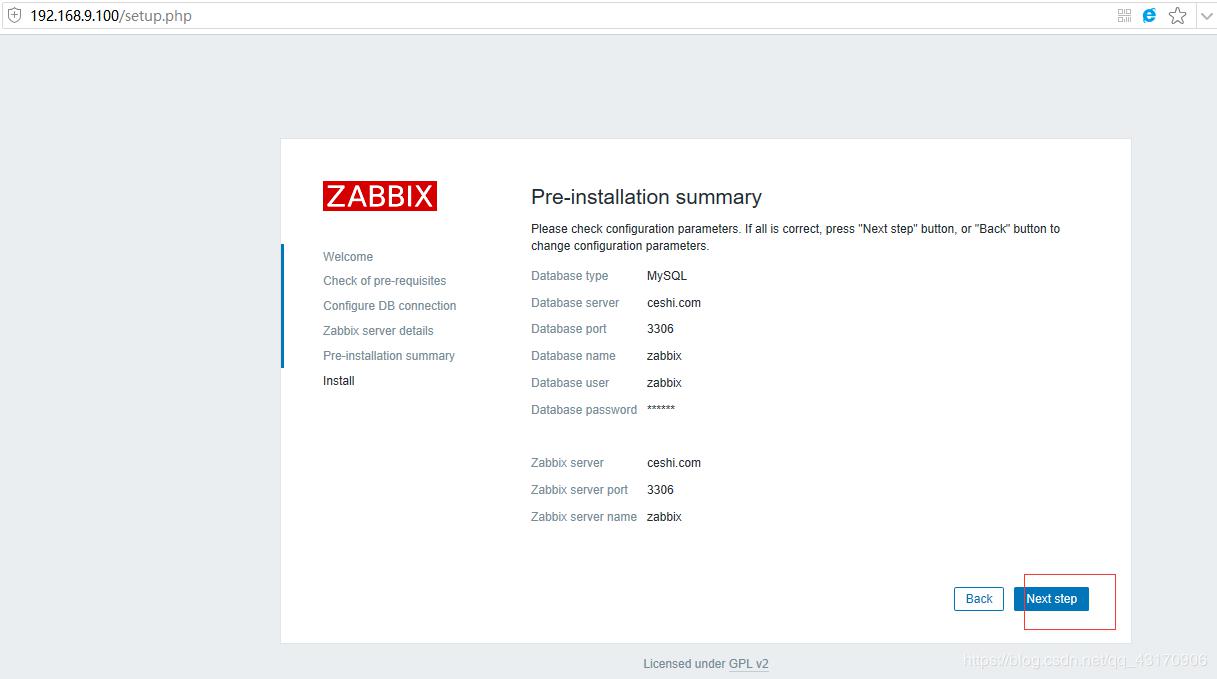 192.168.9.100/setup.php
ZABBIX
Welcome
Check of pre-requisites
Configure DB connection
Zabbix server details
Pre-installation summary
Install
Pre-installation summary
Please check configuration parameters. If all is correct, press "Next step" button, or "Back" button to
change configuration parameters.
Database type MySQL
Database server ceshi.com
Database port 3306
Database name zabbix
Database user zabbix
Database password ******
Zabbix server ceshi.com
Zabbix server port 3306
Zabbix server name zabbix
Back Next step
Licensed under GPL v2
https://blog.csdn.net/qq_43170906